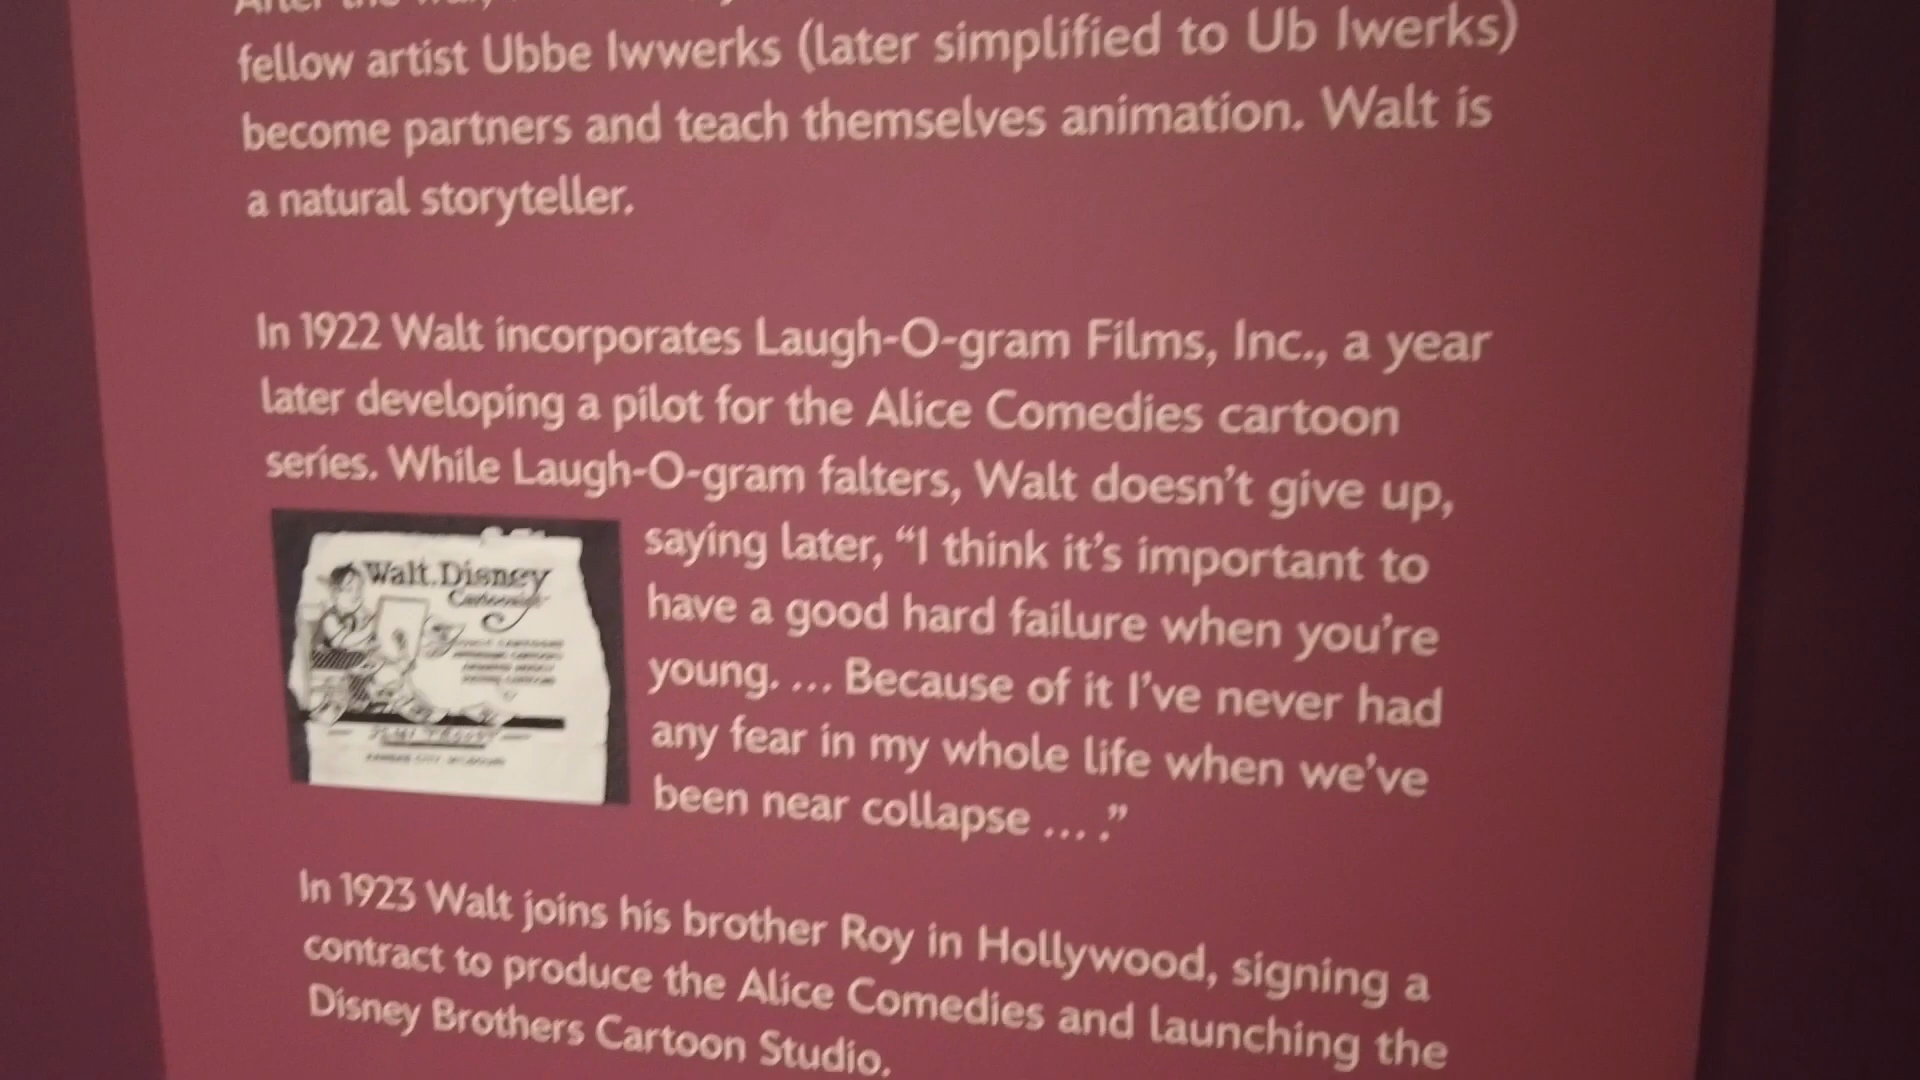 After the war,
fellow artist Ubbe Iwwerks (later simplified to Ub Iwerks)
become partners and teach themselves animation. Walt is
a natural storyteller.
In 1922 Walt incorporates Laugh-O-gram Films, Inc., a year
later developing a pilot for the Alice Comedies cartoon
series. While Laugh-O-gram falters, Walt doesn't give up,
saying later, “I think it's important to
have a good hard failure when you're
young. ... Because of it I've never had
any fear in my whole life when we've
been near collapse ... .”
Walt. Disney
Cartoonist
In 1923 Walt joins his brother Roy in Hollywood, signing a
contract to produce the Alice Comedies and launching the
Disney Brothers Cartoon Studio.